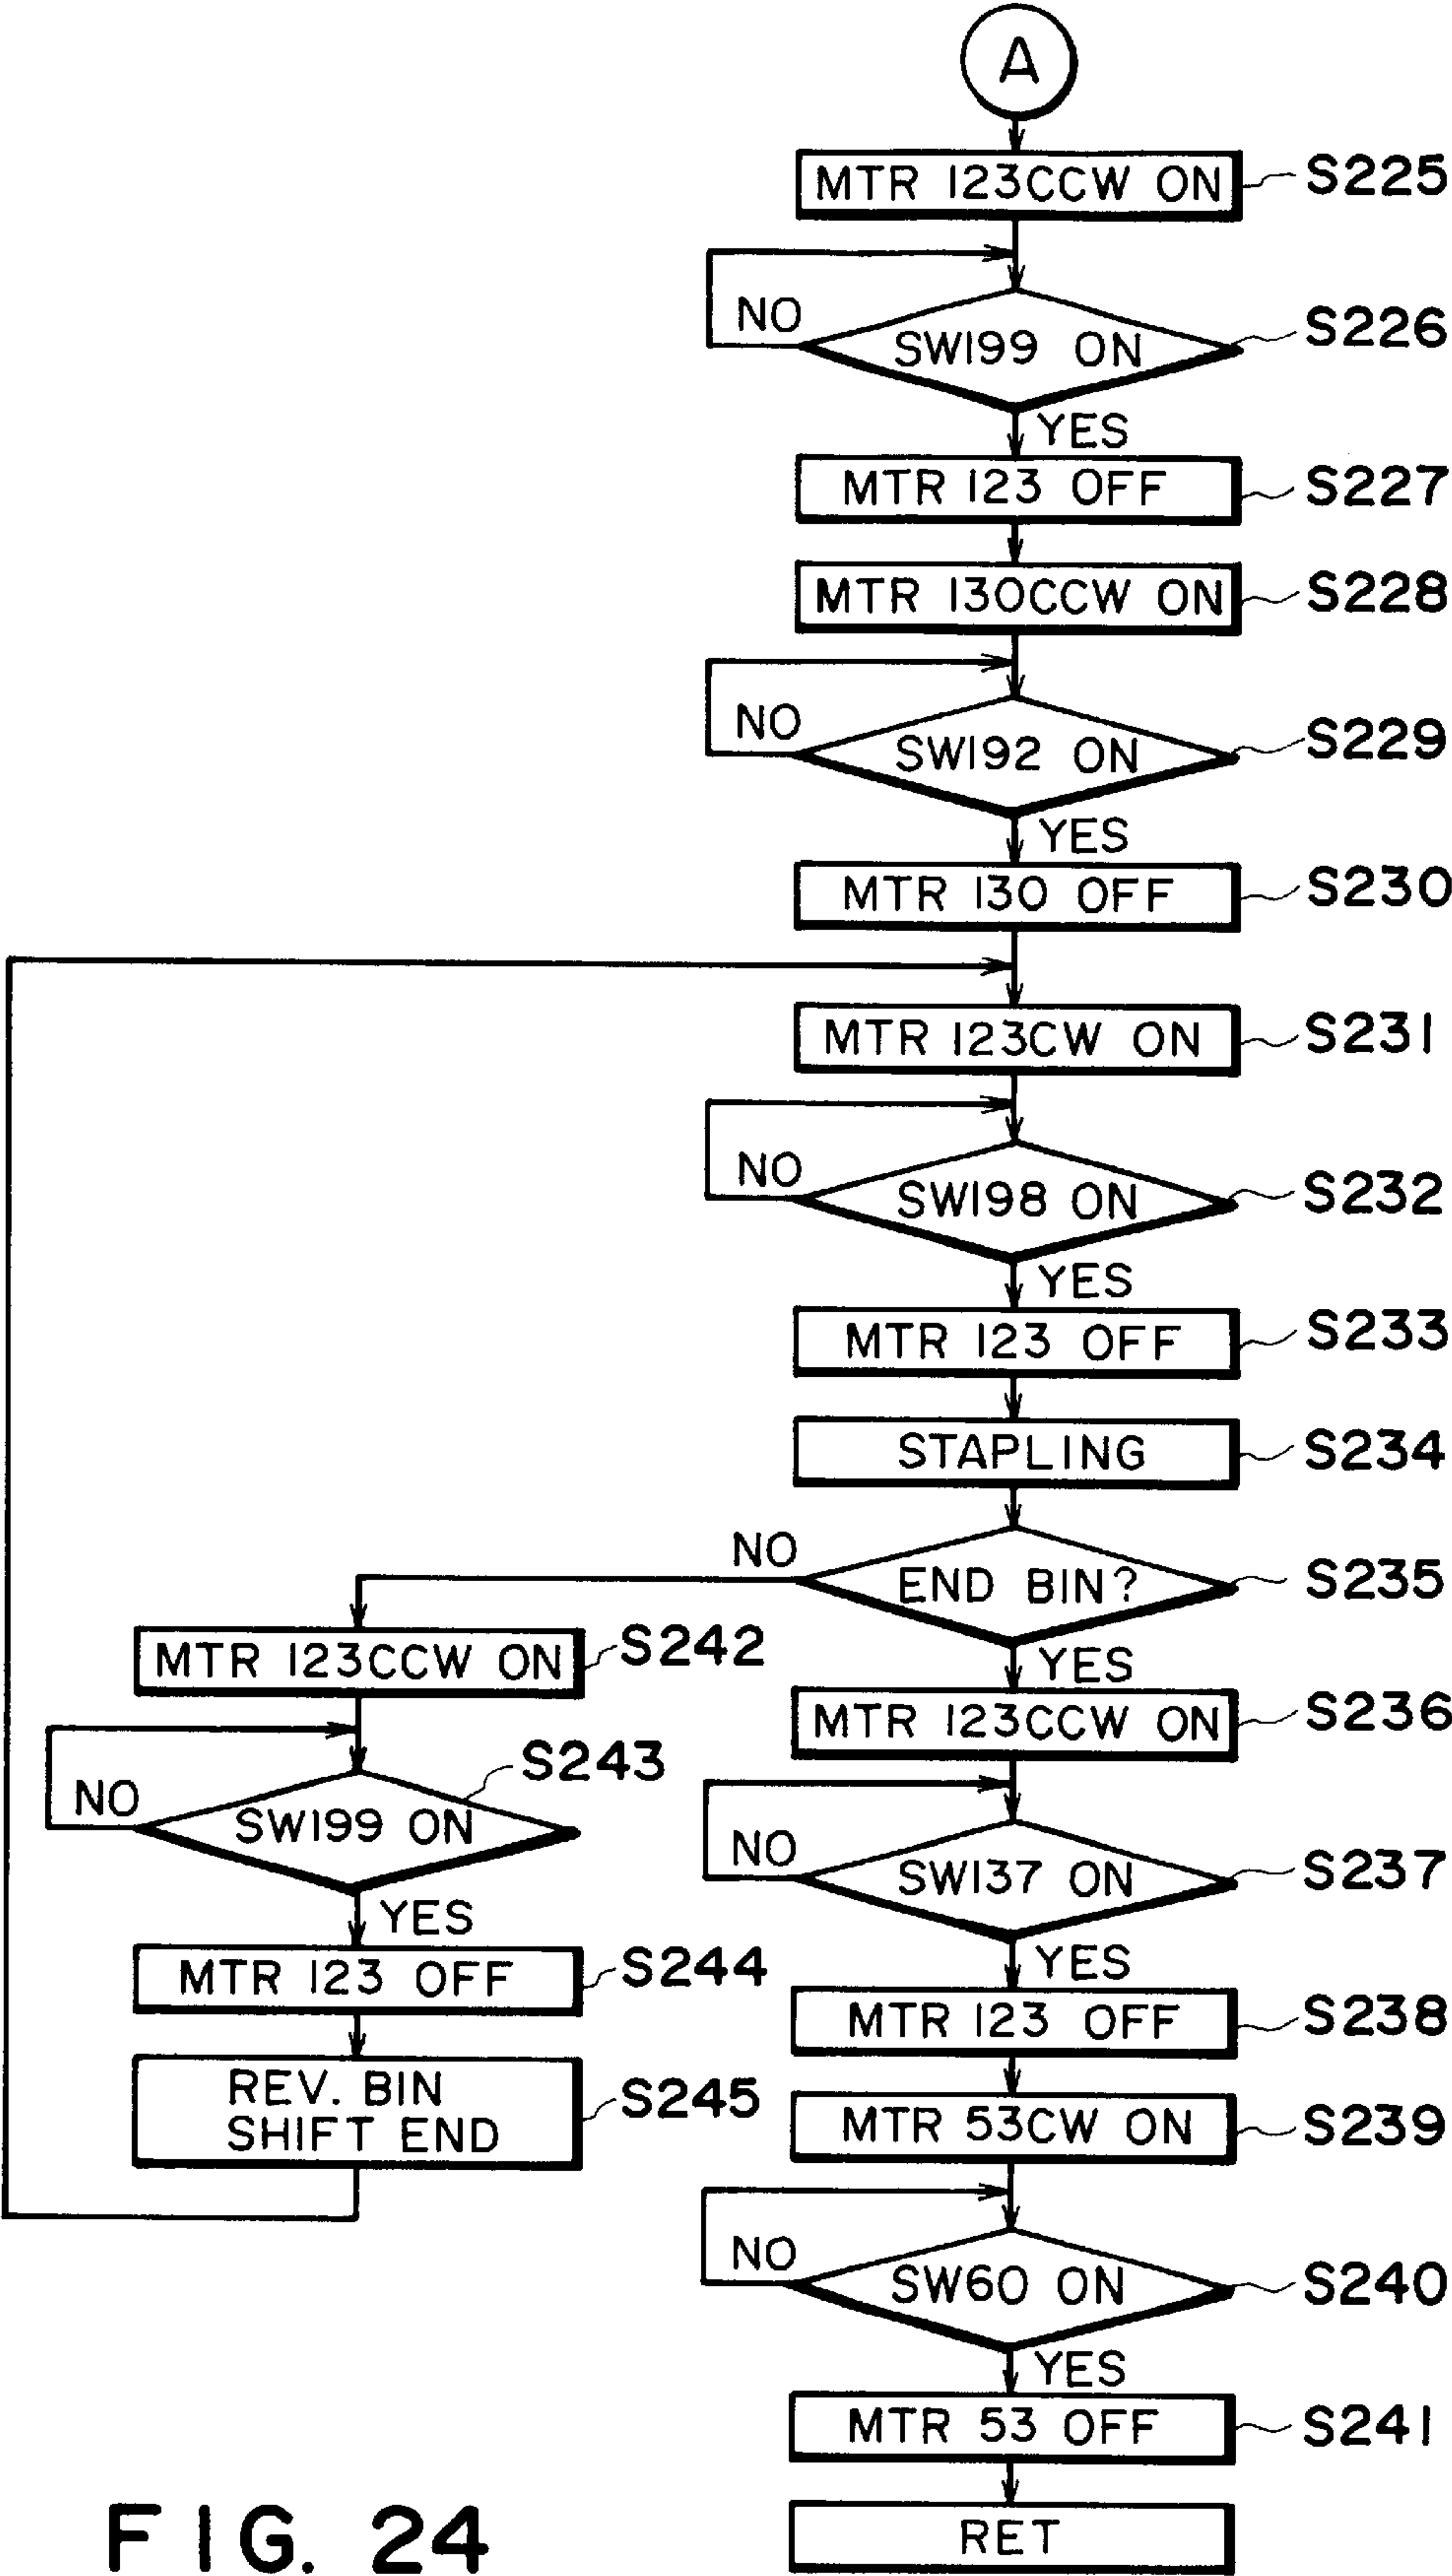 A
MTR 123CCW ON S225
NO
SW199 ON S226
YES
MTR 123 OFF S227
MTR 130CCW ON S228
NO
SW192 ON S229
YES
MTR 130 OFF S230
MTR 123CW ON S231
NO
SW198 ON S232
YES
MTR 123 OFF S233
STAPLING S234
NO
END BIN? S235
YES
MTR 123CCW ON S236
NO
SW137 ON S237
YES
MTR 123 OFF S238
MTR 53CW ON S239
NO
SW60 ON S240
YES
MTR 53 OFF S241
RET
MTR 123CCW ON S242
NO
SW199 ON S243
YES
MTR 123 OFF S244
REV. BIN
SHIFT END S245
FIG. 24